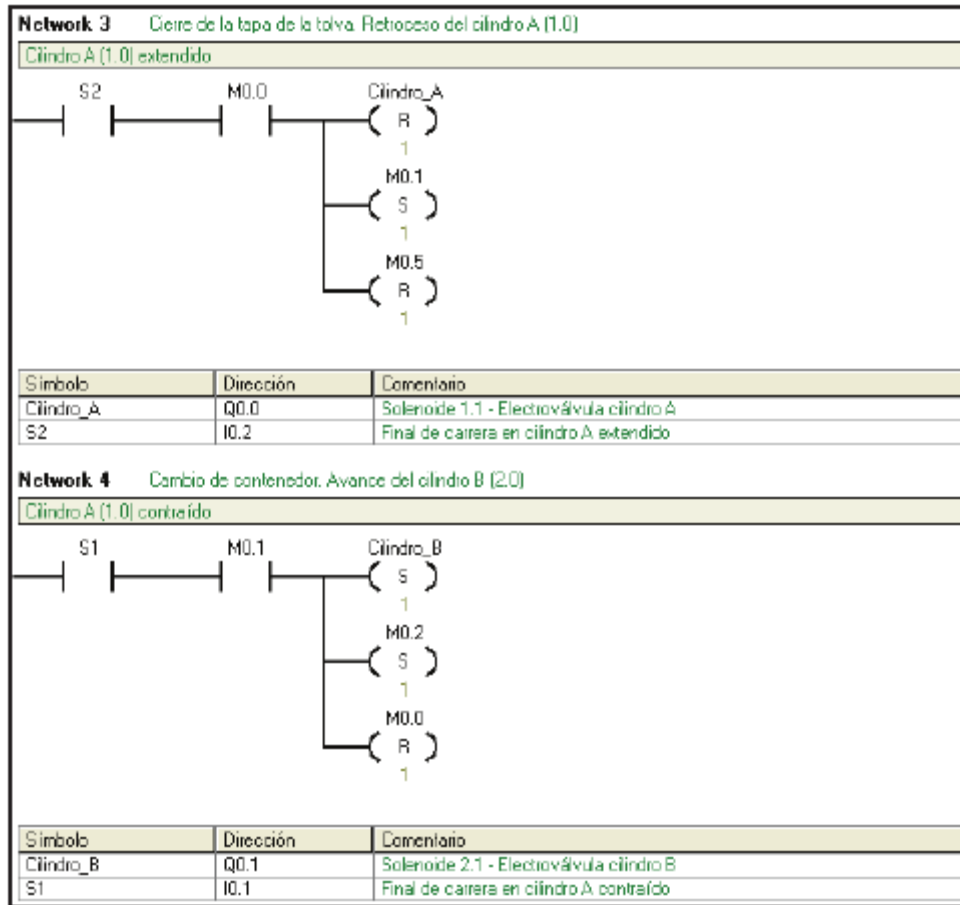 Network 3 Cierre de la tapa de la tolva. Retroceso del cilindro A (1.0)
Cilindro A (1.0) extendido
S2 M0.0 Cilindro_A
R
1
M0.1
S
1
M0.5
R
1
Símbolo Dirección Comentario
Cilindro_A Q0.0 Solenoide 1.1 - Electroválvula cilindro A
S2 I0.2 Final de carrera en cilindro A extendido
Network 4 Cambio de contenedor. Avance del cilindro B (2.0)
Cilindro A (1.0) contraído
S1 M0.1 Cilindro_B
S
1
M0.2
S
1
M0.0
R
1
Símbolo Dirección Comentario
Cilindro_B Q0.1 Solenoide 2.1 - Electroválvula cilindro B
S1 I0.1 Final de carrera en cilindro A contraído